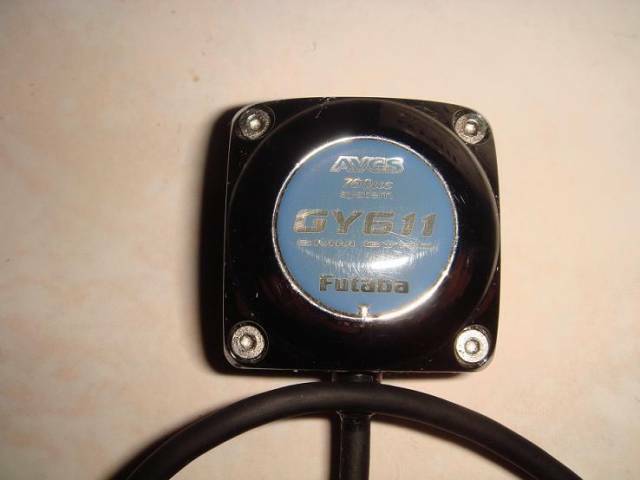 AVCS
760μs
system
GY611
Futaba